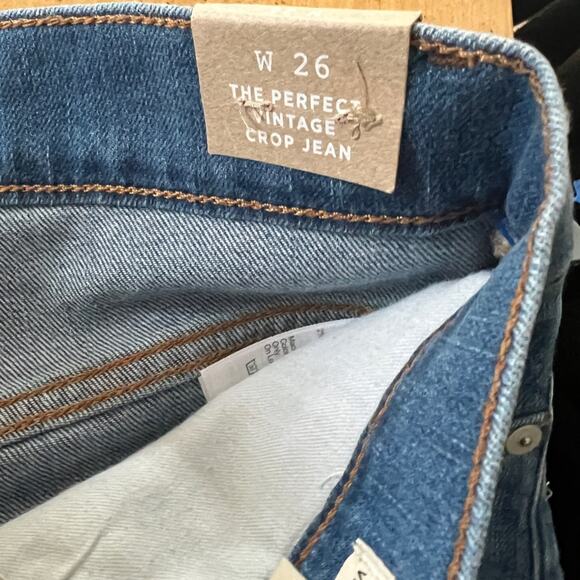 W 26
THE PERFECT
VINTAGE
CROP JEAN